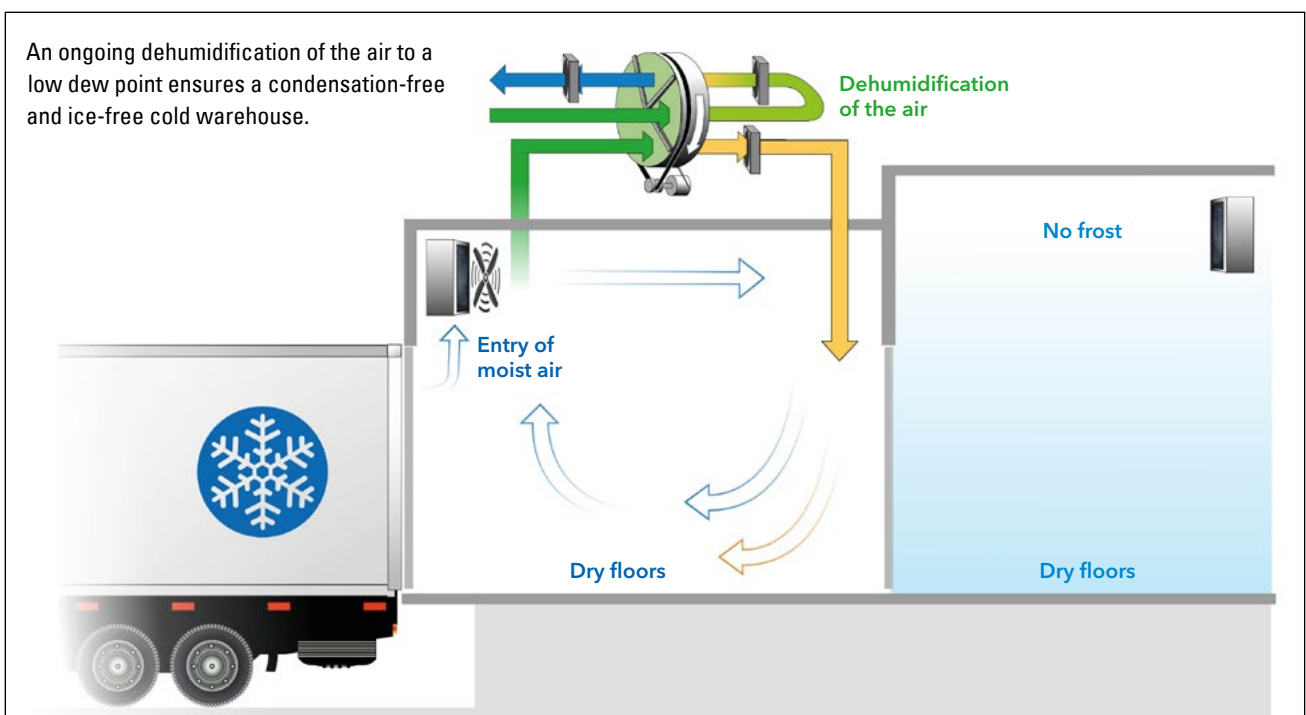 An ongoing dehumidification of the air to a
low dew point ensures a condensation-free
and ice-free cold warehouse.
Dehumidification
of the air
No frost
Entry of
moist air
Dry floors
Dry floors